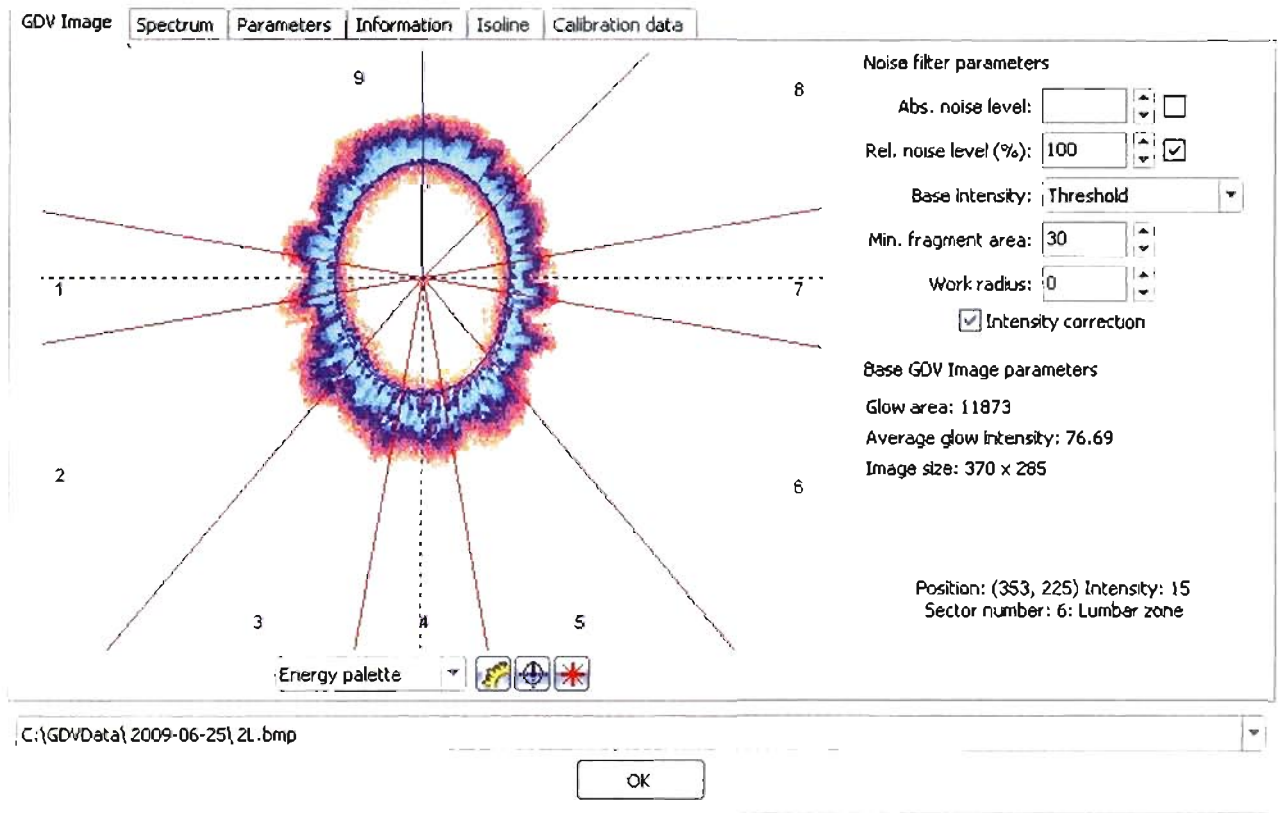 GDV Image Spectrum Parameters Information Isoline Calibration data
9
8
1
7
2
6
3
4
5
Energy palette
Noise filter parameters
Abs. noise level:
Rel. noise level (%): 100
Base intensity: Threshold
Min. fragment area: 30
Work radius: 0
Intensity correction
Base GDV Image parameters
Glow area: 11873
Average glow intensity: 76.69
Image size: 370 x 285
Position: (353, 225) Intensity: 15
Sector number: 6: Lumbar zone
C:\GDVData\2009-06-25\2L.bmp
OK